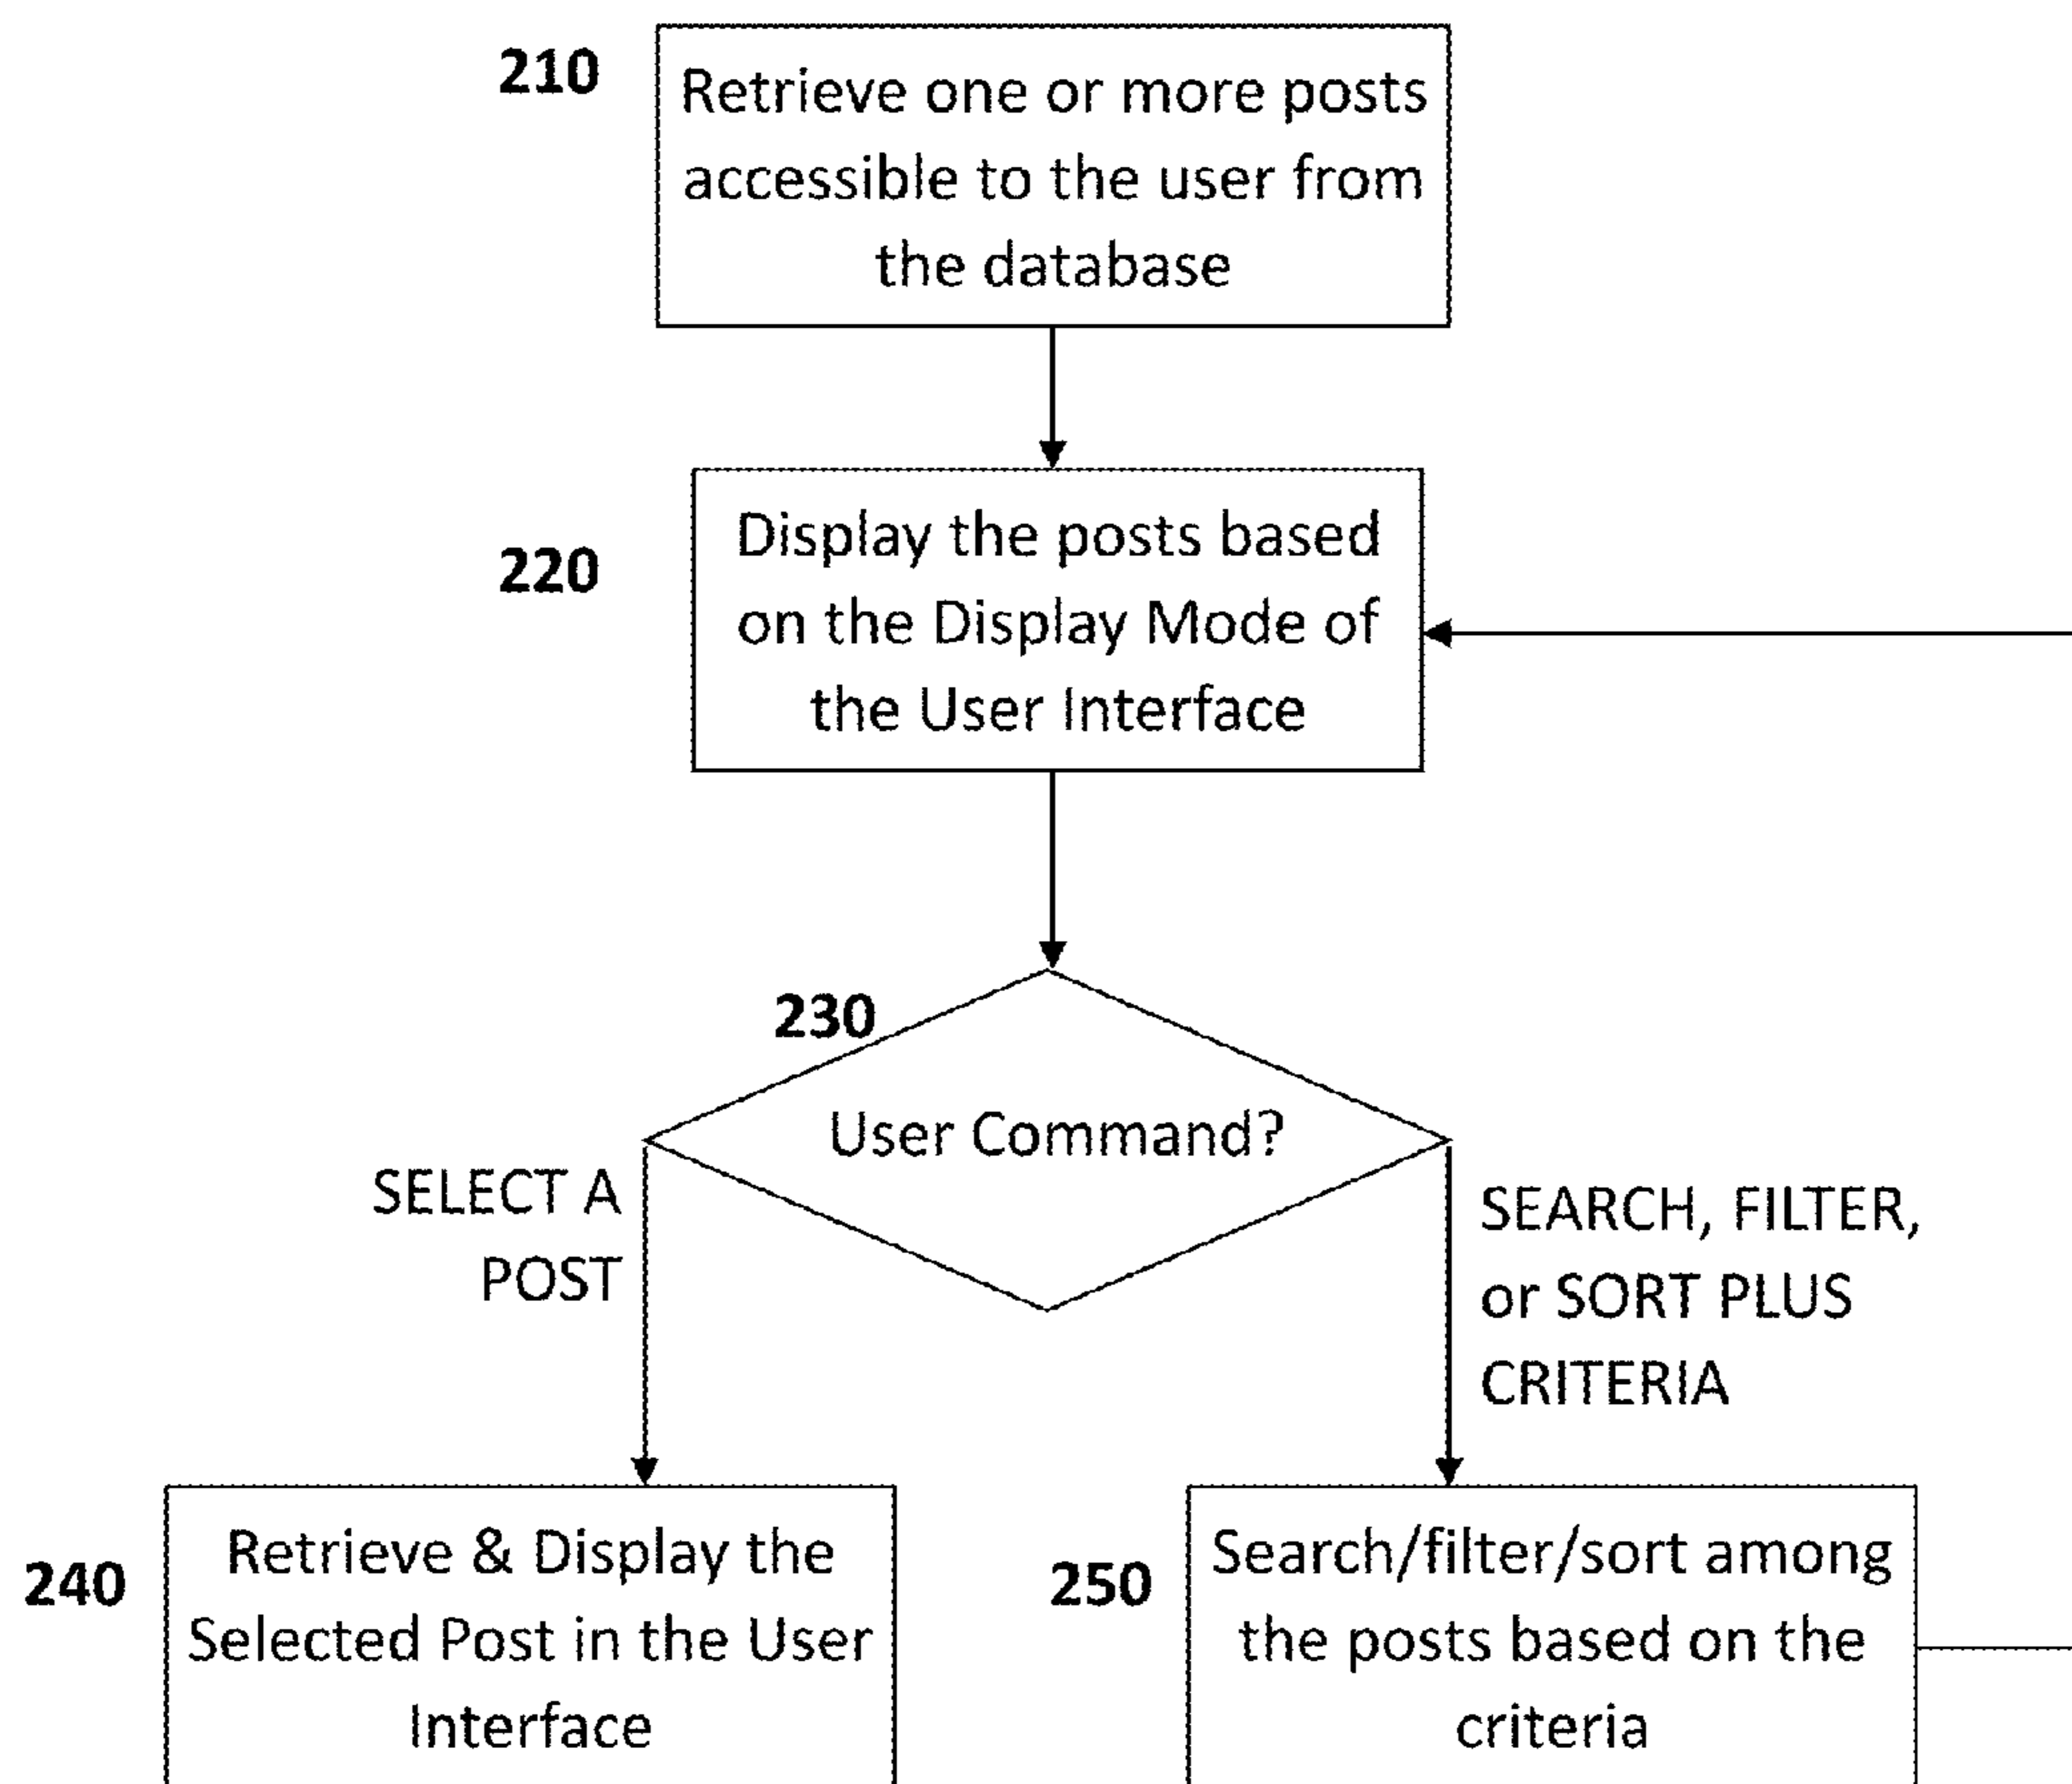 210
Retrieve one or more posts
accessible to the user from
the database
220
Display the posts based
on the Display Mode of
the User Interface
230
User Command?
SELECT A
POST
SEARCH, FILTER,
or SORT PLUS
CRITERIA
240
Retrieve & Display the
Selected Post in the User
Interface
250
Search/filter/sort among
the posts based on the
criteria